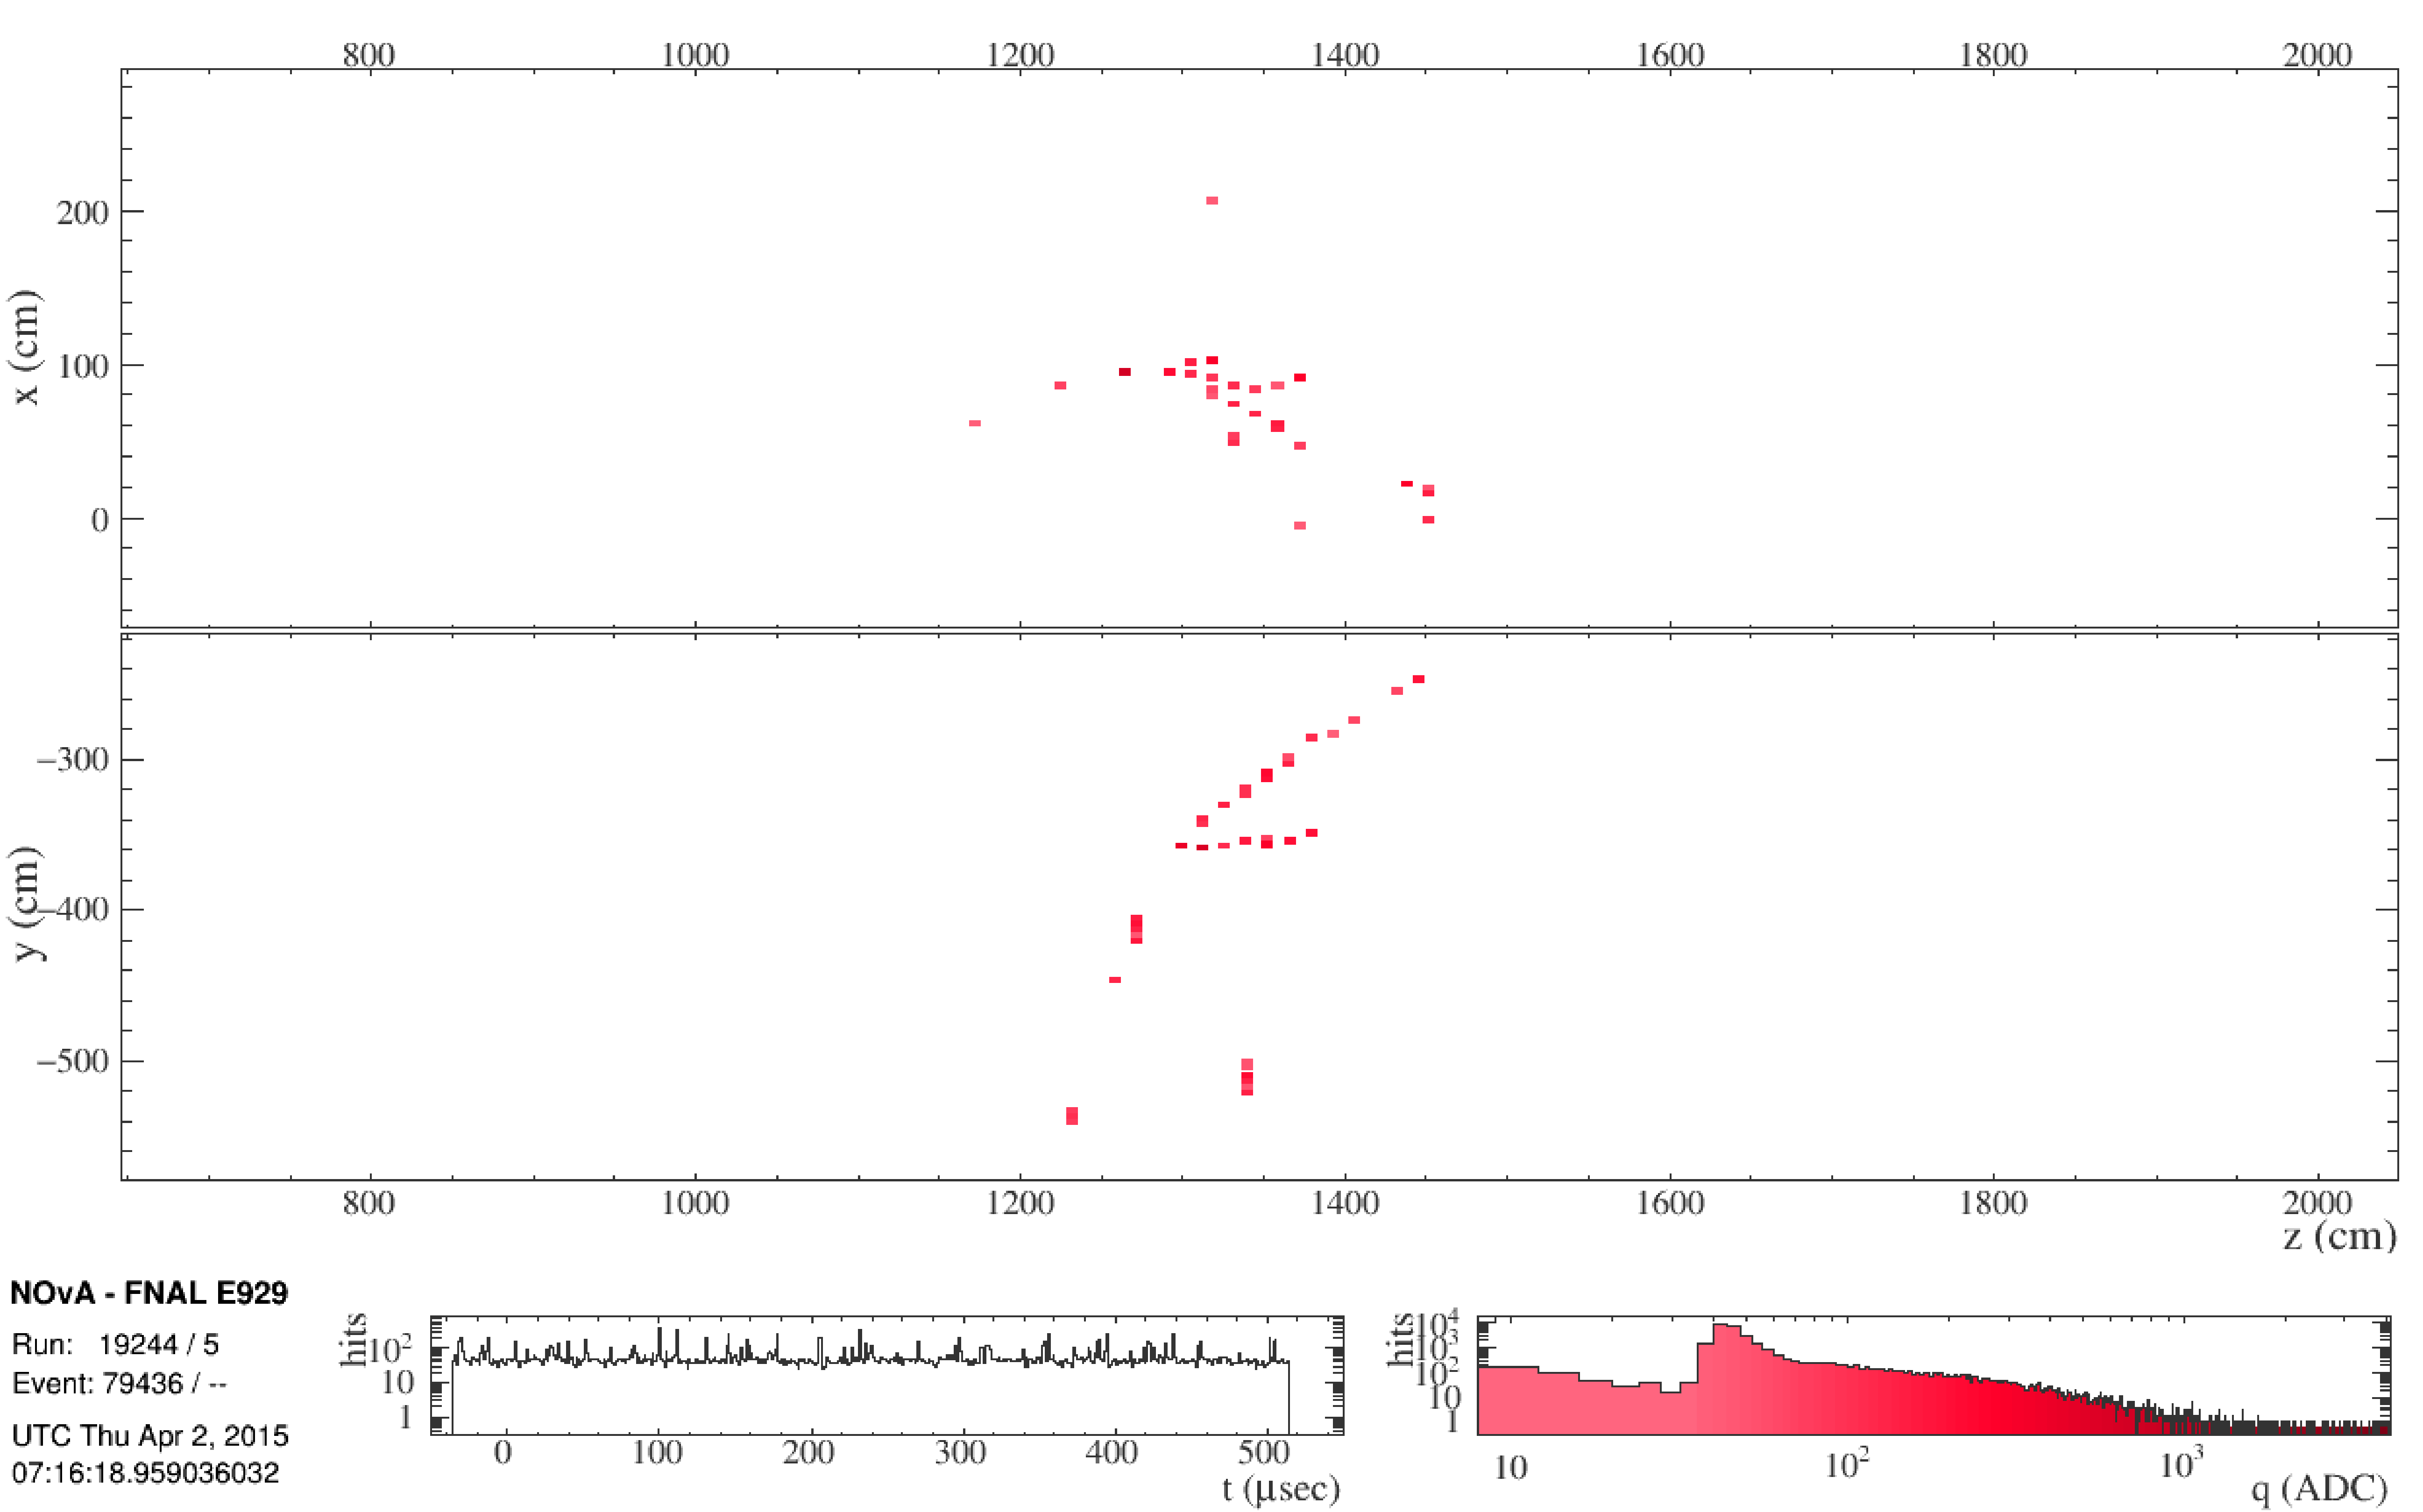 800 1000 1200 1400 1600 1800 2000
x (cm)
200
100
0
y (cm)
−300
−400
−500
800 1000 1200 1400 1600 1800 2000
z (cm)
NOvA - FNAL E929
Run: 19244 / 5
Event: 79436 / --
UTC Thu Apr 2, 2015
07:16:18.959036032
hits
10²
10
1
0 100 200 300 400 500
t (μsec)
hits
10⁴
10³
10²
10
1
10 10² 10³
q (ADC)